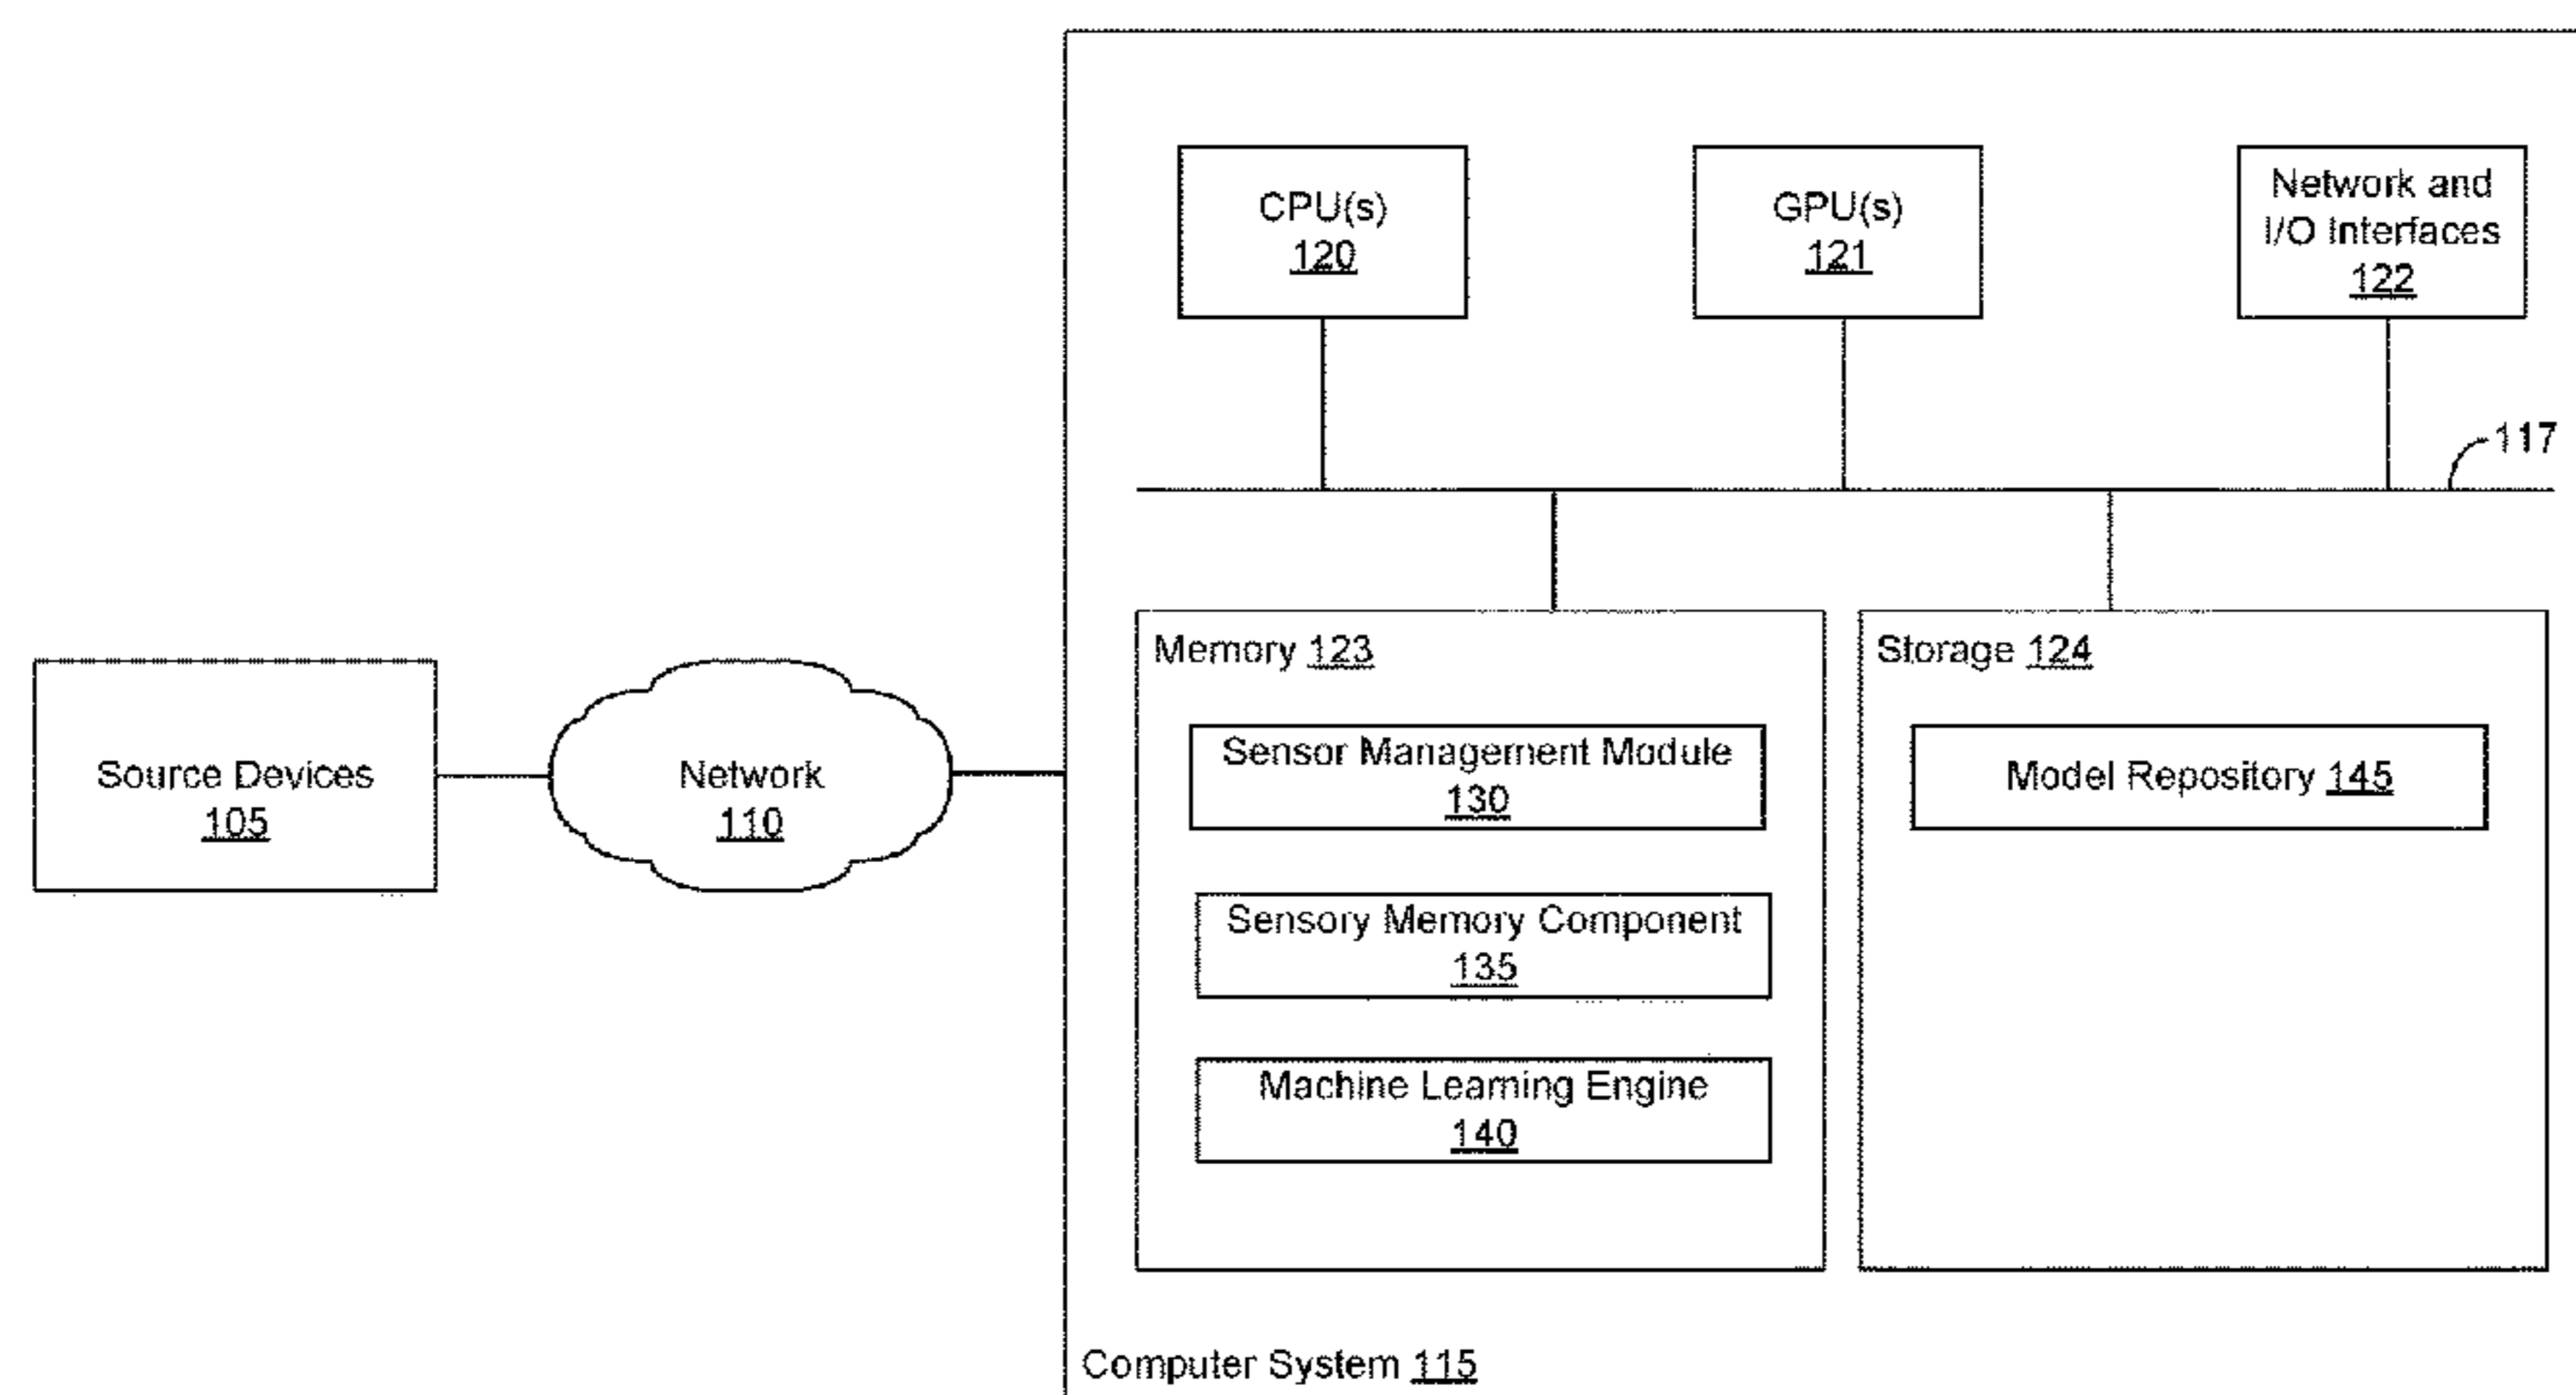 CPU(s)
120
GPU(s)
121
Network and
I/O Interfaces
122
117
Memory 123
Storage 124
Source Devices
105
Network
110
Sensor Management Module
130
Model Repository 145
Sensory Memory Component
135
Machine Learning Engine
140
Computer System 115